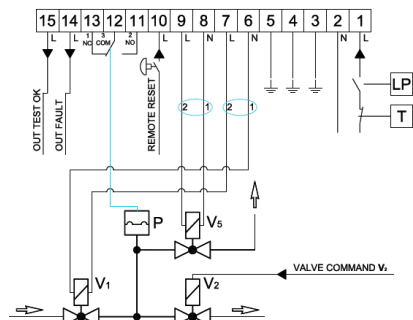 15 14 13 12 11 10 9 8 7 6 5 4 3 2 1
L L 1 NO 3 COM 2 NO L L N L N N L
2 1 2 1
LP
T
OUT TEST OK
OUT FAULT
REMOTE RESET
P
V5
V1
V2
VALVE COMMAND V2